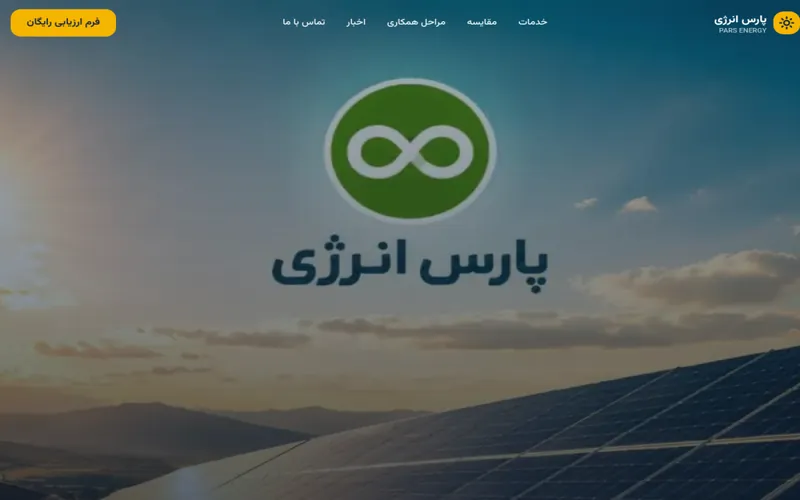 پارس انرژی
PARS ENERGY
خدمات
مقایسه
مراحل همکاری
اخبار
تماس با ما
فرم ارزیابی رایگان
پارس انرژی